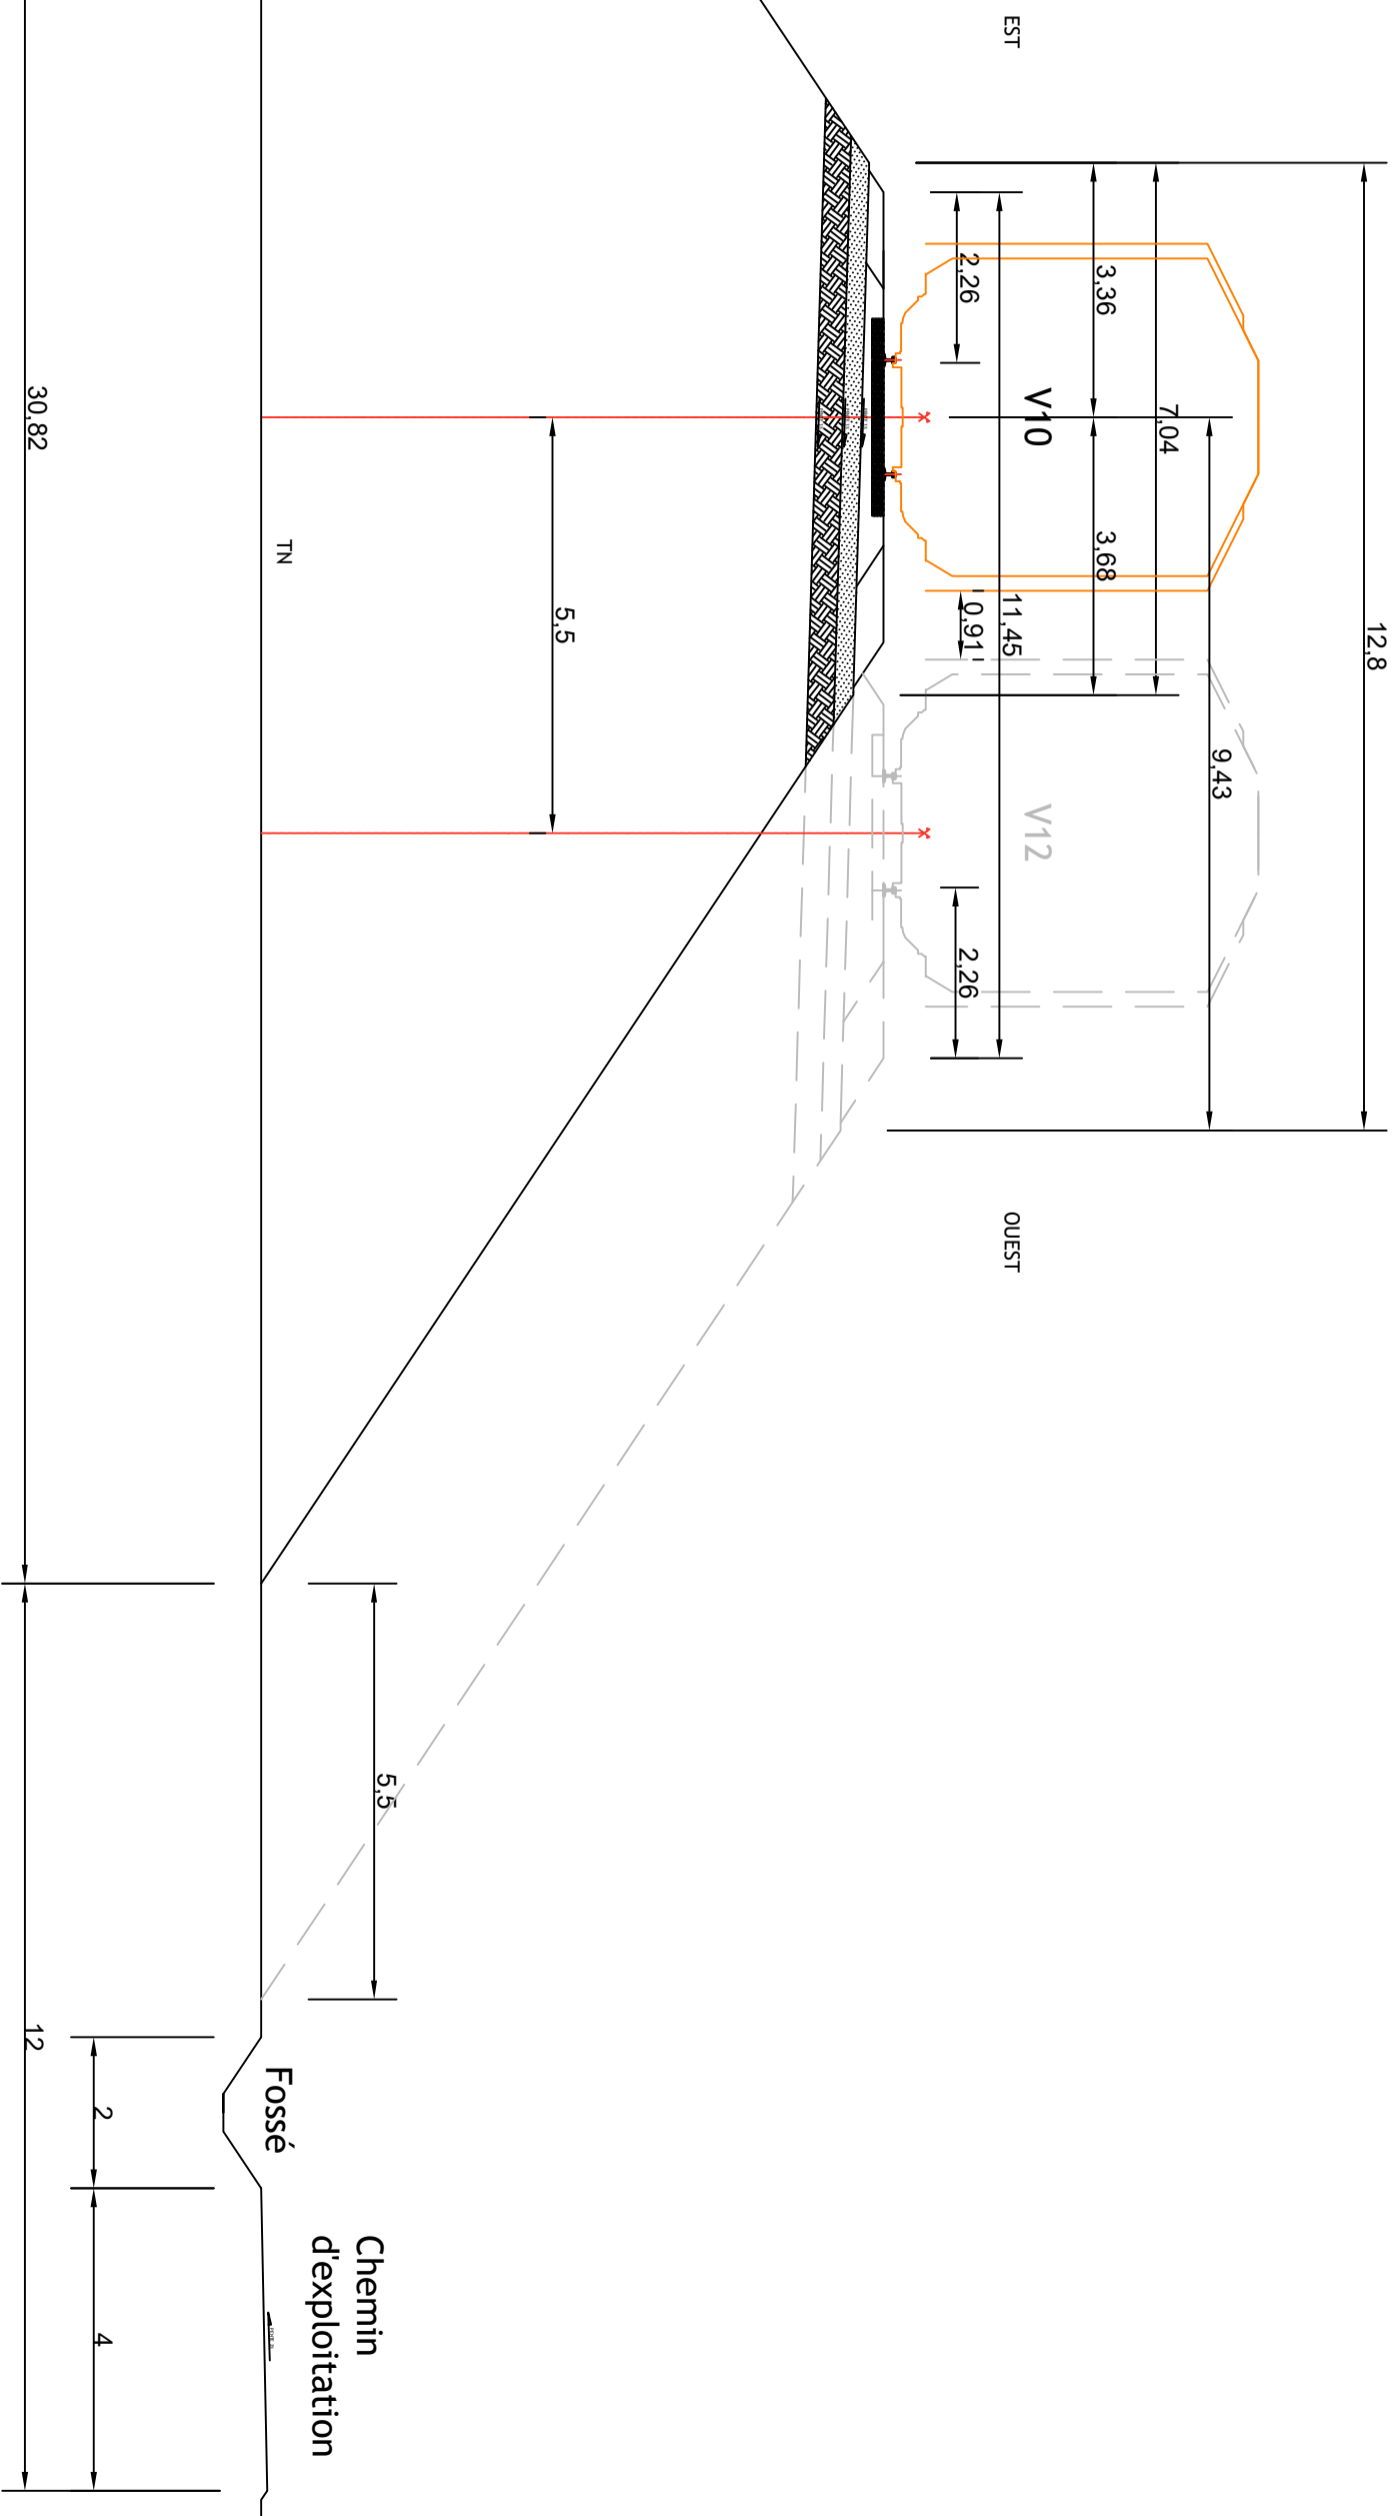 EST
OUEST
12,8
9,43
7,04
3,36
3,68
V10
V12
11,45
2,26
0,91
2,26
5,5
TN
5,5
Chemin
d'exploitation
Fossé
2
4
30,82
12